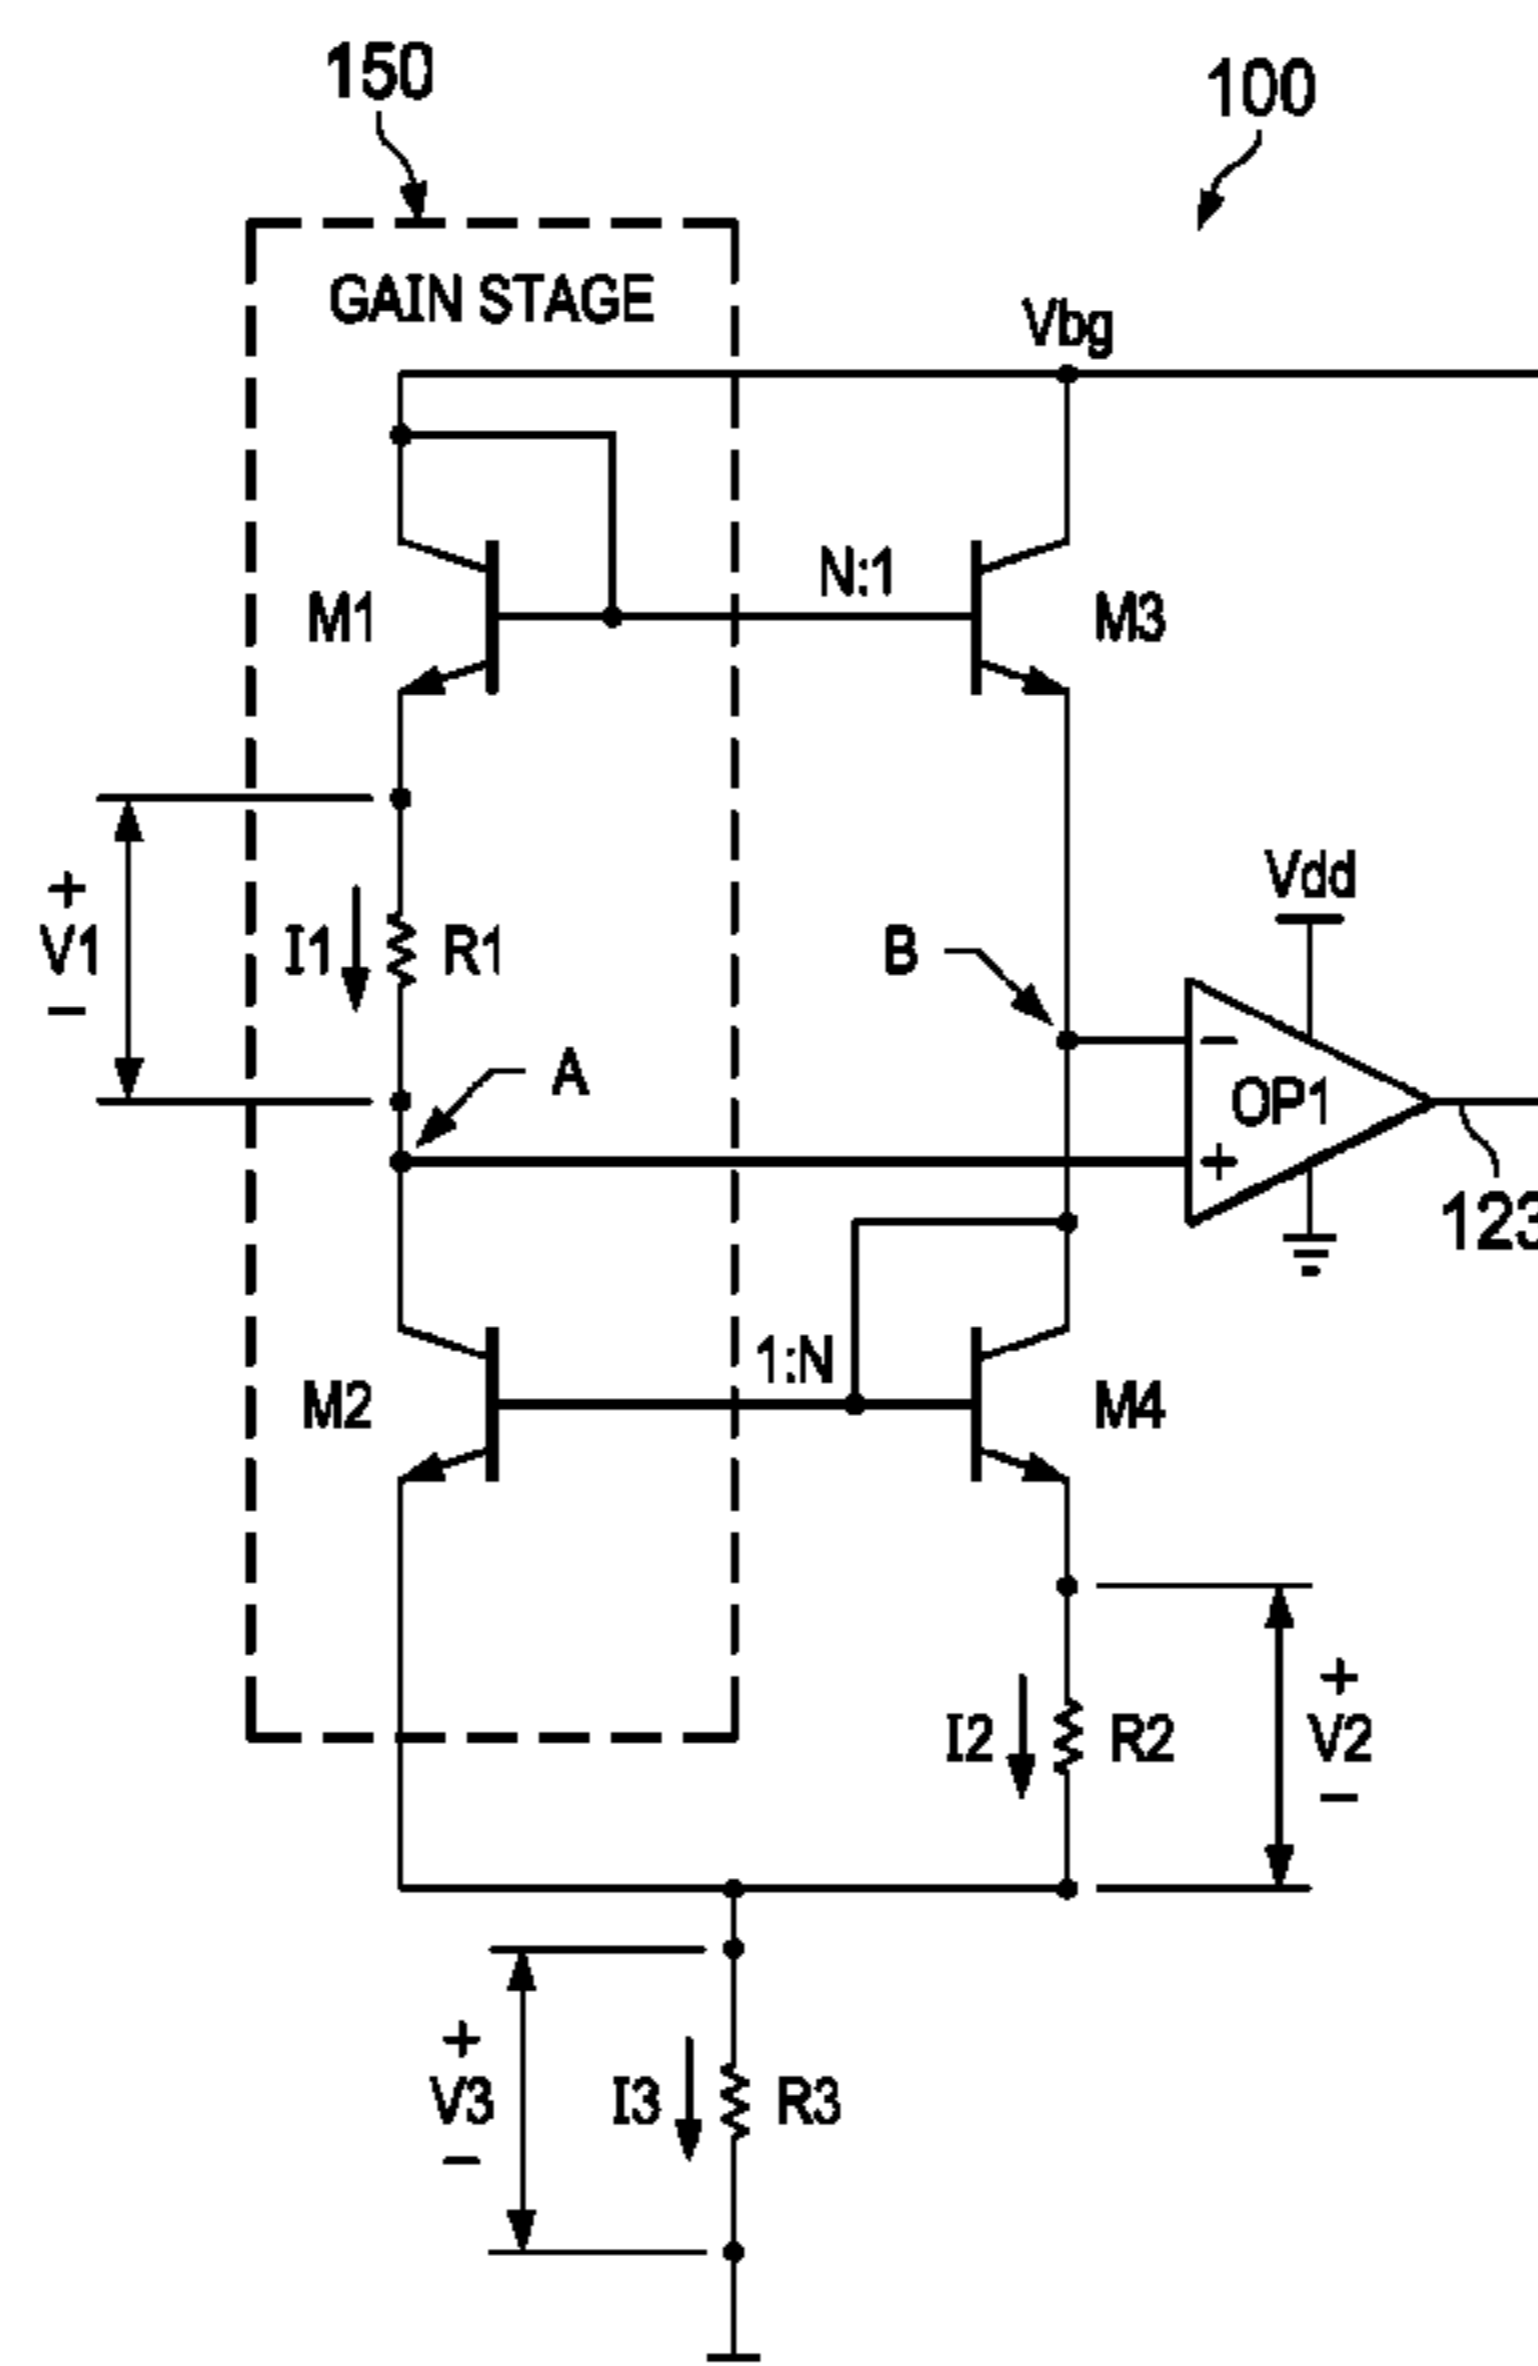 150
100
GAIN STAGE
Vbg
N:1
M1
M3
Vdd
+
V1
−
I1
R1
B
−
A
OP1
+
123
1:N
M2
M4
+
I2
R2
V2
−
+
V3
−
I3
R3